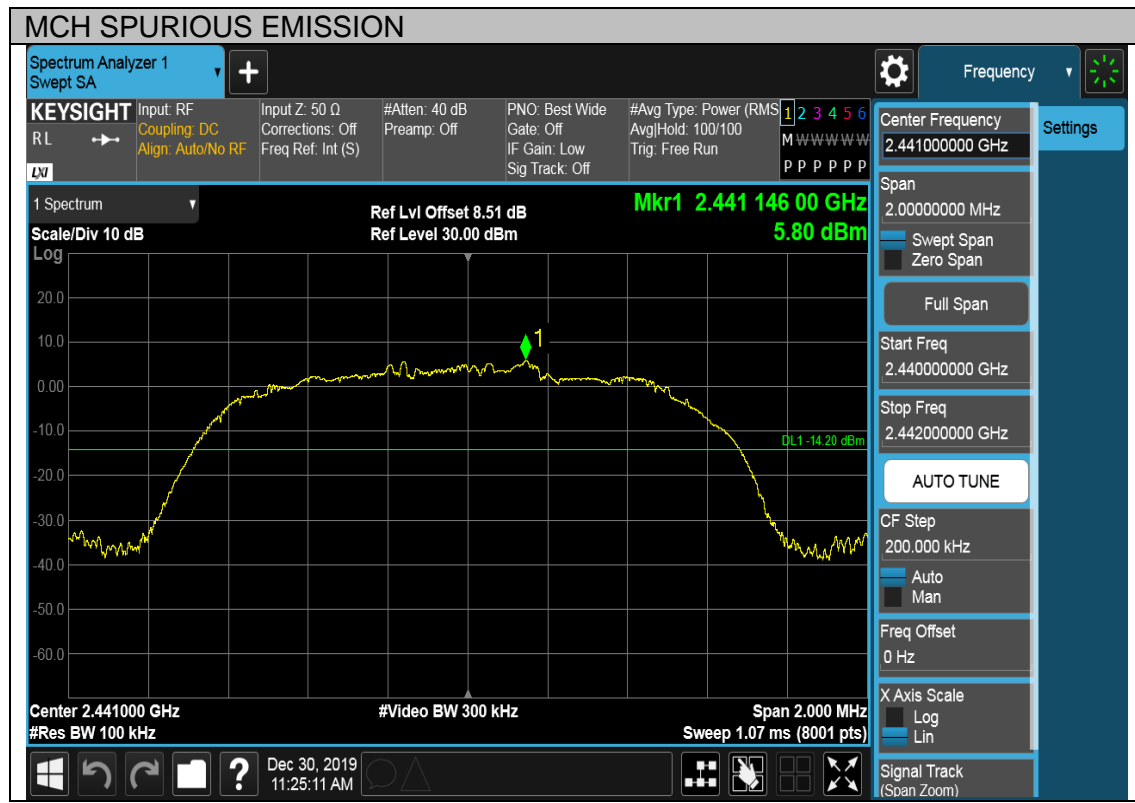 MCH SPURIOUS EMISSION
Spectrum Analyzer 1
Swept SA
+
Frequency
KEYSIGHT
RL
LXI
Input: RF
Coupling: DC
Align: Auto/No RF
Input Z: 50 Ω
Corrections: Off
Freq Ref: Int (S)
#Atten: 40 dB
Preamp: Off
PNO: Best Wide
Gate: Off
IF Gain: Low
Sig Track: Off
#Avg Type: Power (RMS
Avg|Hold: 100/100
Trig: Free Run
1 2 3 4 5 6
M W W W W W
P P P P P P
1 Spectrum
Scale/Div 10 dB
Ref Lvl Offset 8.51 dB
Ref Level 30.00 dBm
Mkr1 2.441 146 00 GHz
5.80 dBm
Log
20.0
10.0
0.00
-10.0
-20.0
-30.0
-40.0
-50.0
-60.0
1
DL1 -14.20 dBm
Center 2.441000 GHz
#Res BW 100 kHz
#Video BW 300 kHz
Span 2.000 MHz
Sweep 1.07 ms (8001 pts)
Center Frequency
2.441000000 GHz
Settings
Span
2.00000000 MHz
Swept Span
Zero Span
Full Span
Start Freq
2.440000000 GHz
Stop Freq
2.442000000 GHz
AUTO TUNE
CF Step
200.000 kHz
Auto
Man
Freq Offset
0 Hz
X Axis Scale
Log
Lin
Signal Track
(Span Zoom)
?
Dec 30, 2019
11:25:11 AM